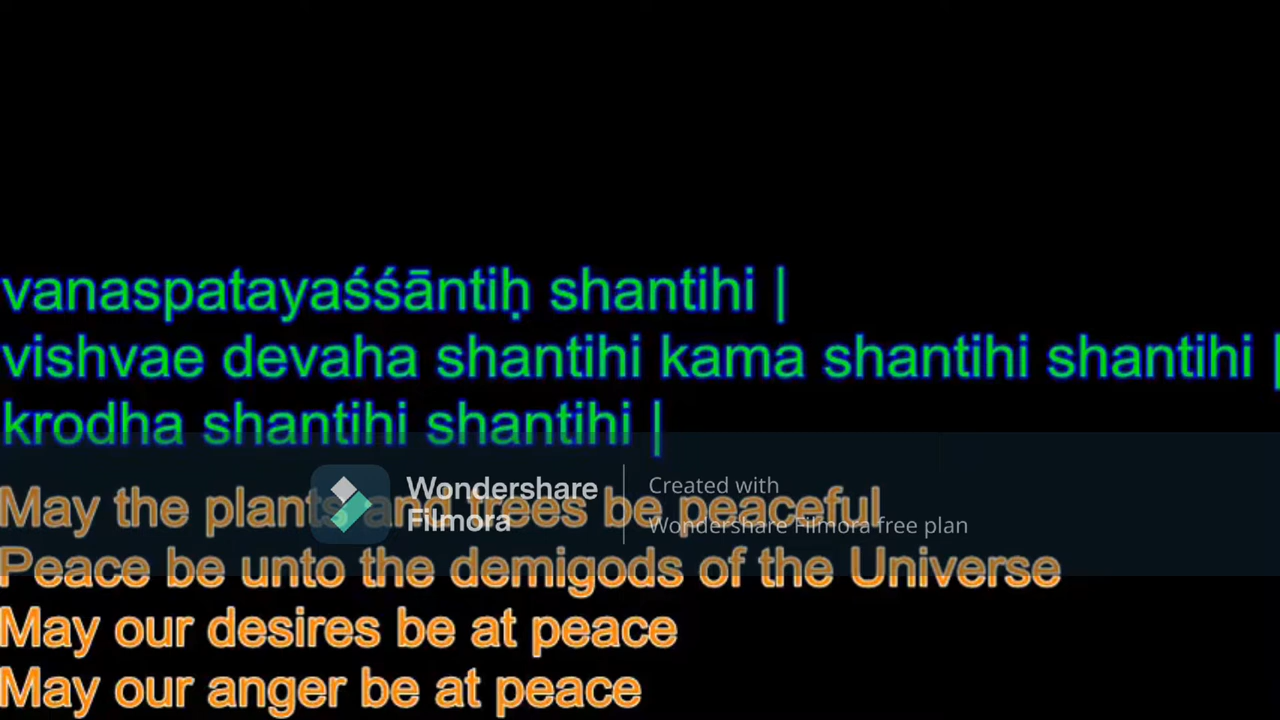 vanaspatayaśśāntiḥ shantihi |
vishvae devaha shantihi kama shantihi shantihi |
krodha shantihi shantihi |
May the plants and trees be peaceful
Wondershare
Filmora
Created with
Wondershare Filmora free plan
Peace be unto the demigods of the Universe
May our desires be at peace
May our anger be at peace